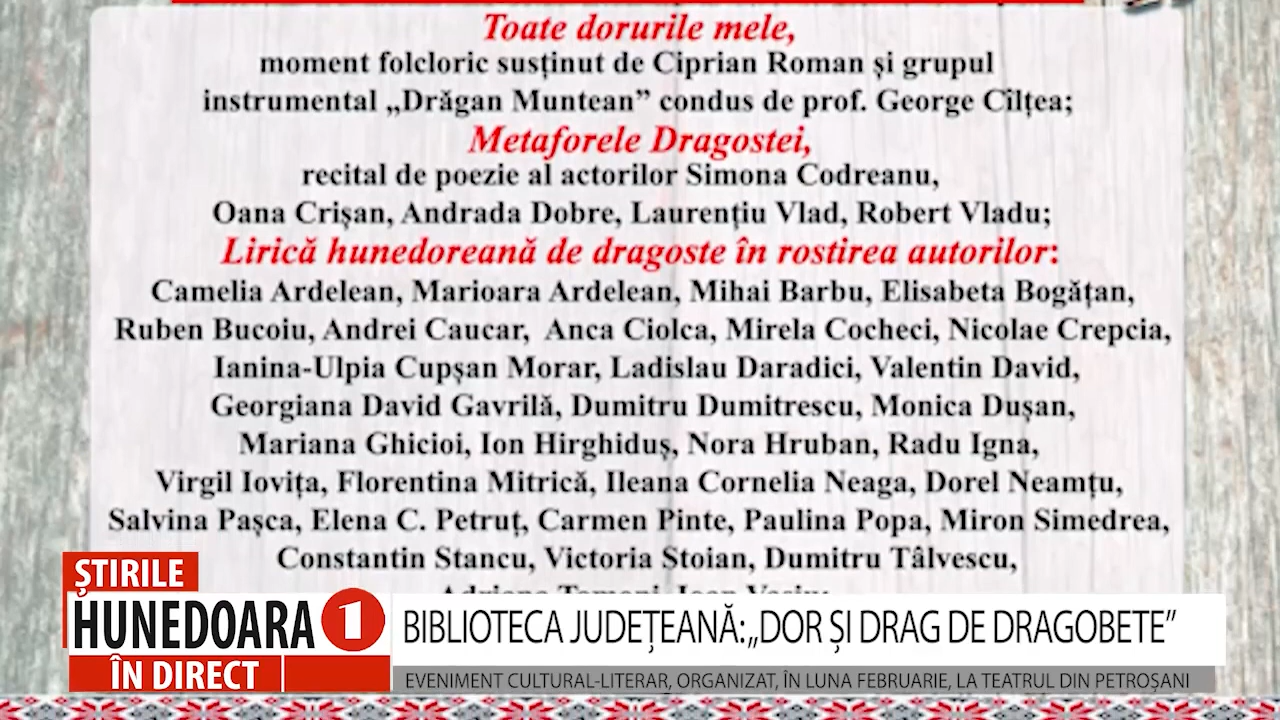 Toate dorurile mele,
moment folcloric susținut de Ciprian Roman și grupul
instrumental „Drăgan Muntean” condus de prof. George Cîlțea;
Metaforele Dragostei,
recital de poezie al actorilor Simona Codreanu,
Oana Crișan, Andrada Dobre, Laurențiu Vlad, Robert Vladu;
Lirică hunedoreană de dragoste în rostirea autorilor:
Camelia Ardelean, Marioara Ardelean, Mihai Barbu, Elisabeta Bogățan,
Ruben Bucoiu, Andrei Caucar, Anca Ciolca, Mirela Cocheci, Nicolae Crepcia,
Ianina-Ulpia Cupșan Morar, Ladislau Daradici, Valentin David,
Georgiana David Gavrilă, Dumitru Dumitrescu, Monica Dușan,
Mariana Ghicioi, Ion Hirghiduș, Nora Hruban, Radu Igna,
Virgil Iovița, Florentina Mitrică, Ileana Cornelia Neaga, Dorel Neamțu,
Salvina Pașca, Elena C. Petruț, Carmen Pinte, Paulina Popa, Miron Simedrea,
Constantin Stancu, Victoria Stoian, Dumitru Tâlvescu,
ȘTIRILE
HUNEDOARA 1
ÎN DIRECT
BIBLIOTECA JUDEȚEANĂ:„DOR ȘI DRAG DE DRAGOBETE”
EVENIMENT CULTURAL-LITERAR, ORGANIZAT, ÎN LUNA FEBRUARIE, LA TEATRUL DIN PETROȘANI